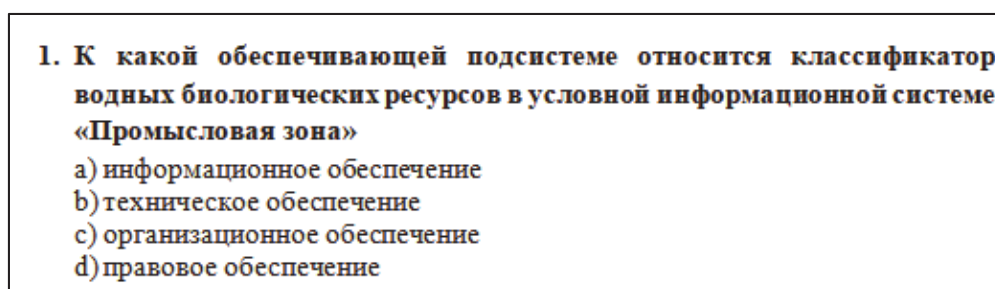 1. К какой обеспечивающей подсистеме относится классификатор
водных биологических ресурсов в условной информационной системе
«Промысловая зона»
a) информационное обеспечение
b) техническое обеспечение
c) организационное обеспечение
d) правовое обеспечение